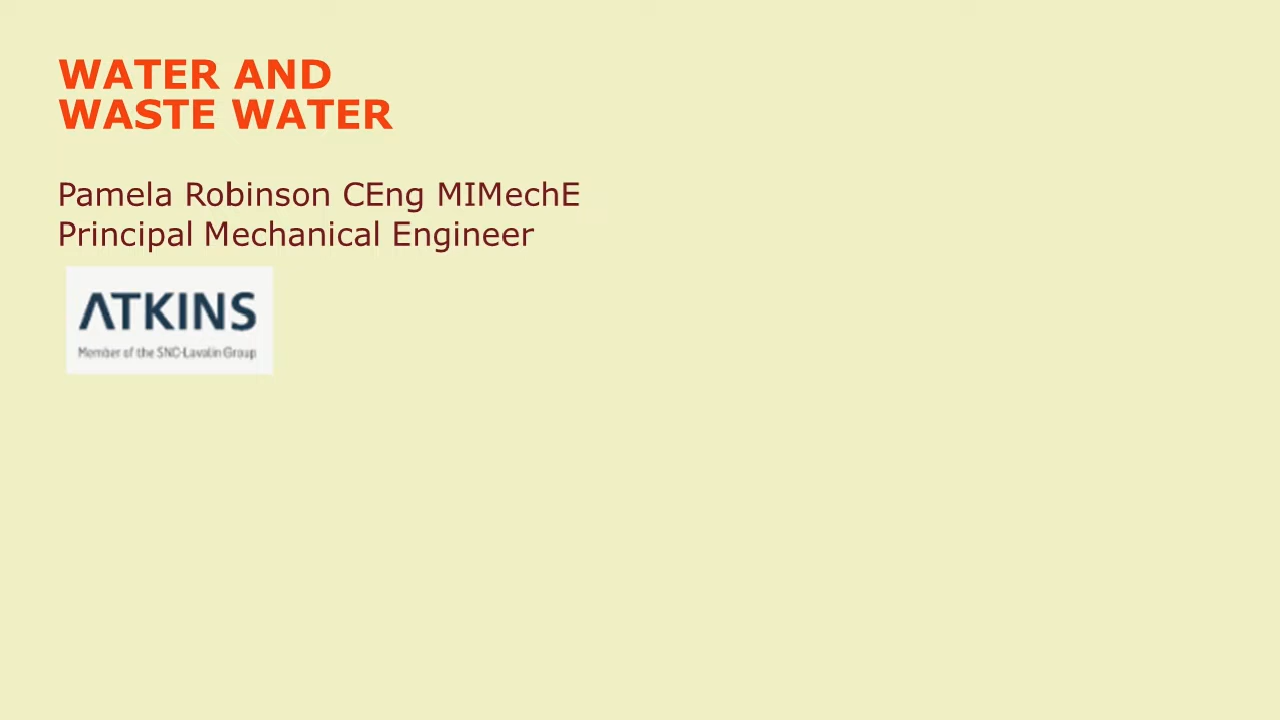 WATER AND
WASTE WATER
Pamela Robinson CEng MIMechE
Principal Mechanical Engineer
ATKINS
Member of the SNC-Lavalin Group